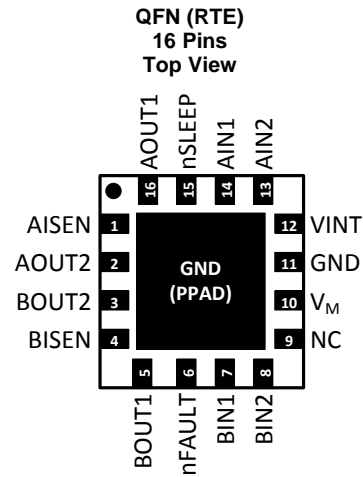 QFN (RTE)
16 Pins
Top View
AOUT1
nSLEEP
AIN1
AIN2
16
15
14
13
AISEN 1
AOUT2 2
BOUT2 3
BISEN 4
GND
(PPAD)
12 VINT
11 GND
10 VM
9 NC
5
6
7
8
BOUT1
nFAULT
BIN1
BIN2